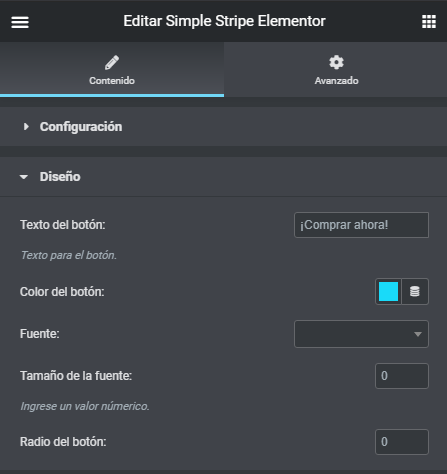 Editar Simple Stripe Elementor
Contenido
Avanzado
Configuración
Diseño
Texto del botón:
¡Comprar ahora!
Texto para el botón.
Color del botón:
Fuente:
Tamaño de la fuente:
0
Ingrese un valor númerico.
Radio del botón:
0